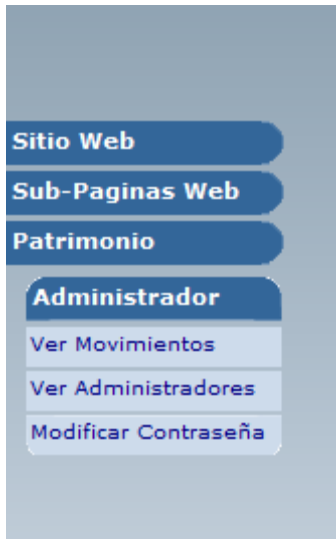 Sitio Web
Sub-Paginas Web
Patrimonio
Administrador
Ver Movimientos
Ver Administradores
Modificar Contraseña